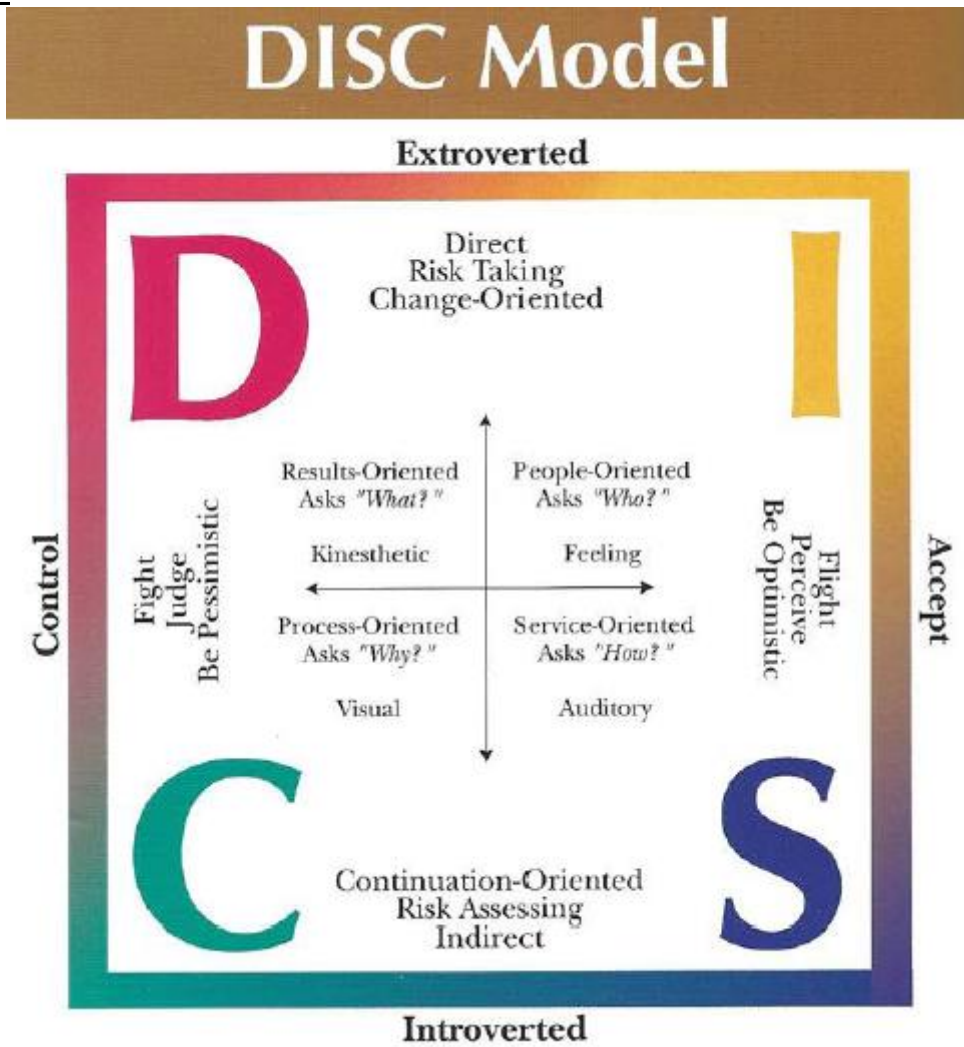 DISC Model
Extroverted
D
I
Direct
Risk Taking
Change-Oriented
Results-Oriented
Asks "What?"
Kinesthetic
People-Oriented
Asks "Who?"
Feeling
Control
Fight
Judge
Be Pessimistic
Flight
Perceive
Be Optimistic
Accept
Process-Oriented
Asks "Why?"
Visual
Service-Oriented
Asks "How?"
Auditory
C
S
Continuation-Oriented
Risk Assessing
Indirect
Introverted